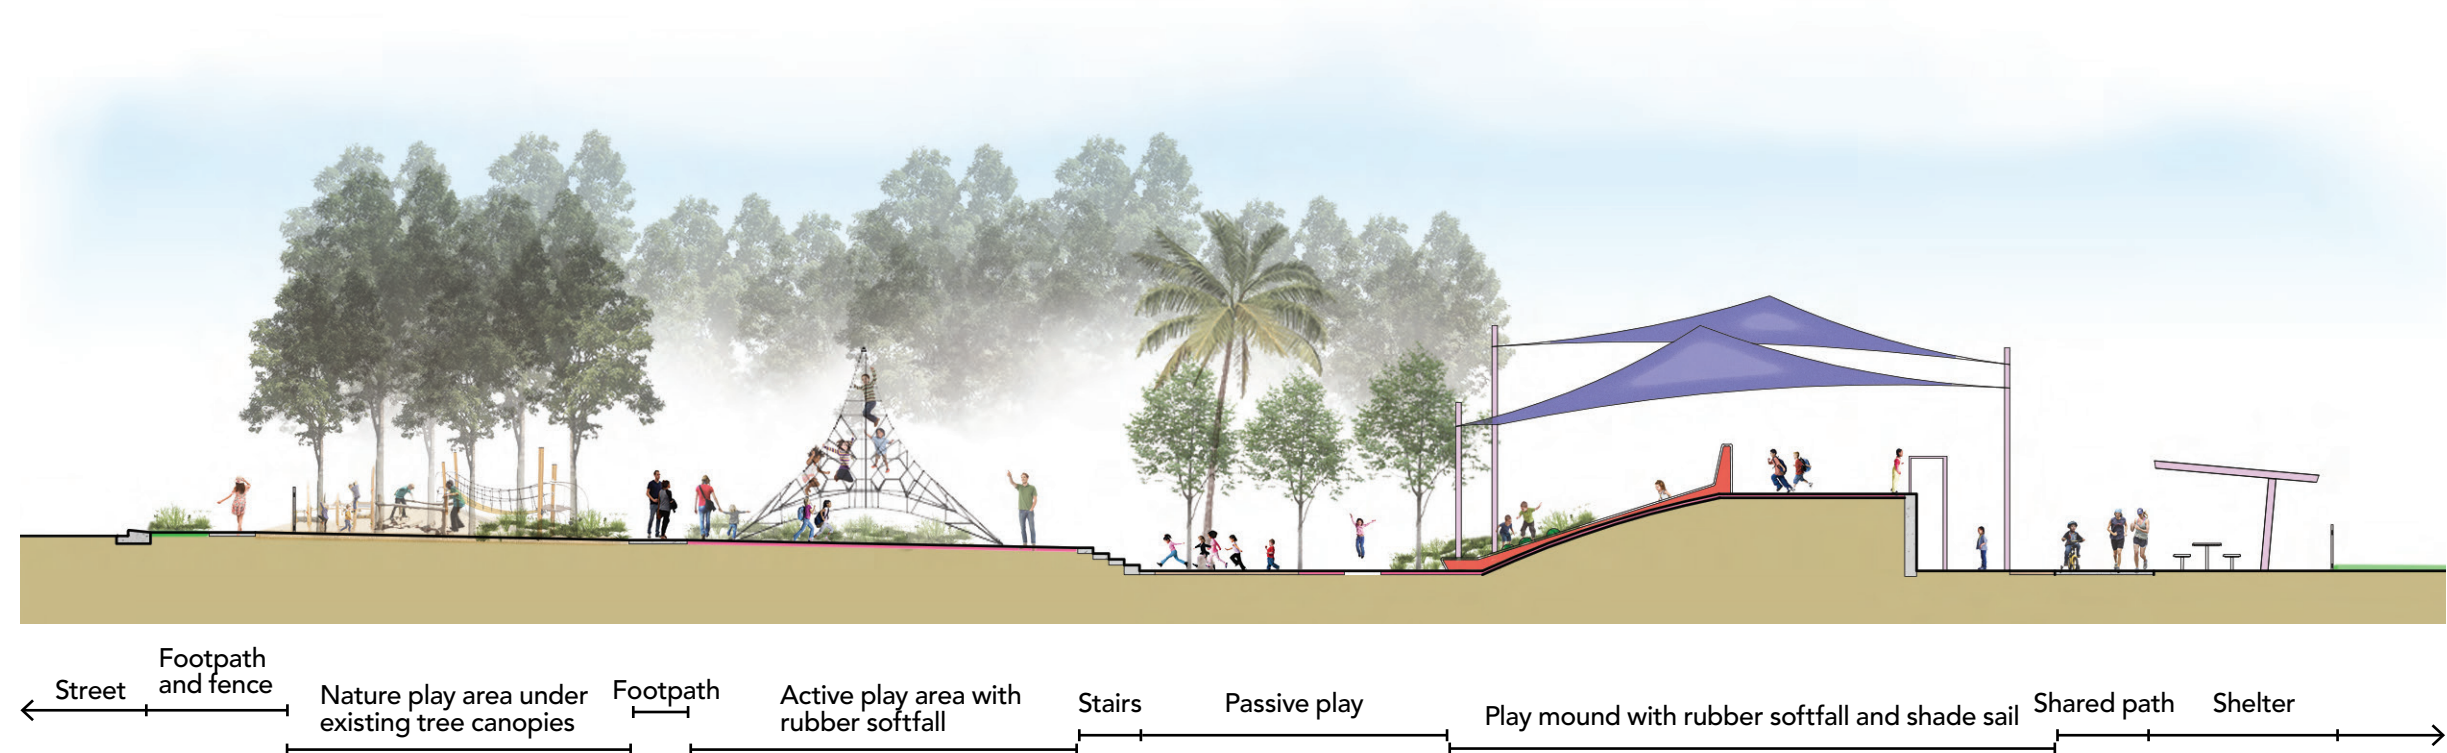 Street
Footpath
and fence
Nature play area under
existing tree canopies
Footpath
Active play area with
rubber softfall
Stairs
Passive play
Play mound with rubber softfall and shade sail
Shared path
Shelter